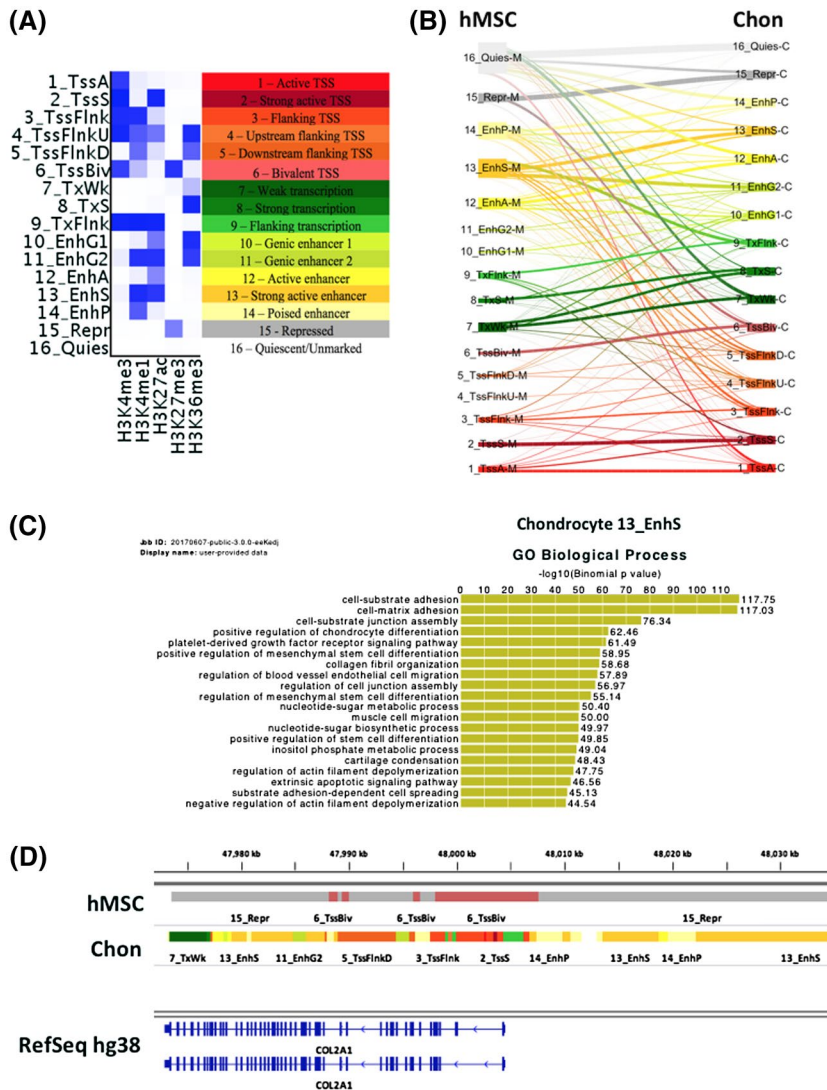 (A)
1_TssA
2_TssS
3_TssFlnk
4_TssFlnkU
5_TssFlnkD
6_TssBiv
7_TxWk
8_TxS
9_TxFlnk
10_EnhG1
11_EnhG2
12_EnhA
13_EnhS
14_EnhP
15_Repr
16_Quies
H3K4me3
H3K4me1
H3K27ac
H3K27me3
H3K36me3
1 – Active TSS
2 – Strong active TSS
3 – Flanking TSS
4 – Upstream flanking TSS
5 – Downstream flanking TSS
6 – Bivalent TSS
7 – Weak transcription
8 – Strong transcription
9 – Flanking transcription
10 – Genic enhancer 1
11 – Genic enhancer 2
12 – Active enhancer
13 – Strong active enhancer
14 – Poised enhancer
15 - Repressed
16 – Quiescent/Unmarked
(B)
hMSC
Chon
16_Quies-M
15_Repr-M
14_EnhP-M
13_EnhS-M
12_EnhA-M
11_EnhG2-M
10_EnhG1-M
9_TxFlnk-M
8_TxS-M
7_TxWk-M
6_TssBiv-M
5_TssFlnkD-M
4_TssFlnkU-M
3_TssFlnk-M
2_TssS-M
1_TssA-M
16_Quies-C
15_Repr-C
14_EnhP-C
13_EnhS-C
12_EnhA-C
11_EnhG2-C
10_EnhG1-C
9_TxFlnk-C
8_TxS-C
7_TxWk-C
6_TssBiv-C
5_TssFlnkD-C
4_TssFlnkU-C
3_TssFlnk-C
2_TssS-C
1_TssA-C
(C)
Chondrocyte 13_EnhS
Job ID: 20170607-public-3.0.0-eeKedj
Display name: user-provided data
GO Biological Process
-log10(Binomial p value)
0 10 20 30 40 50 60 70 80 90 100 110
cell-substrate adhesion 117.75
cell-matrix adhesion 117.03
cell-substrate junction assembly 76.34
positive regulation of chondrocyte differentiation 62.46
platelet-derived growth factor receptor signaling pathway 61.49
positive regulation of mesenchymal stem cell differentiation 58.95
collagen fibril organization 58.68
regulation of blood vessel endothelial cell migration 57.89
regulation of cell junction assembly 56.97
regulation of mesenchymal stem cell differentiation 55.14
nucleotide-sugar metabolic process 50.40
muscle cell migration 50.00
nucleotide-sugar biosynthetic process 49.97
positive regulation of stem cell differentiation 49.85
inositol phosphate metabolic process 49.04
cartilage condensation 48.43
regulation of actin filament depolymerization 47.75
extrinsic apoptotic signaling pathway 46.56
substrate adhesion-dependent cell spreading 45.13
negative regulation of actin filament depolymerization 44.54
(D)
47,980 kb 47,990 kb 48,000 kb 48,010 kb 48,020 kb 48,030 kb
hMSC
15_Repr 6_TssBiv 6_TssBiv 6_TssBiv 15_Repr
Chon
7_TxWk 13_EnhS 11_EnhG2 5_TssFlnkD 3_TssFlnk 2_TssS 14_EnhP 13_EnhS 14_EnhP 13_EnhS
RefSeq hg38
COL2A1
COL2A1